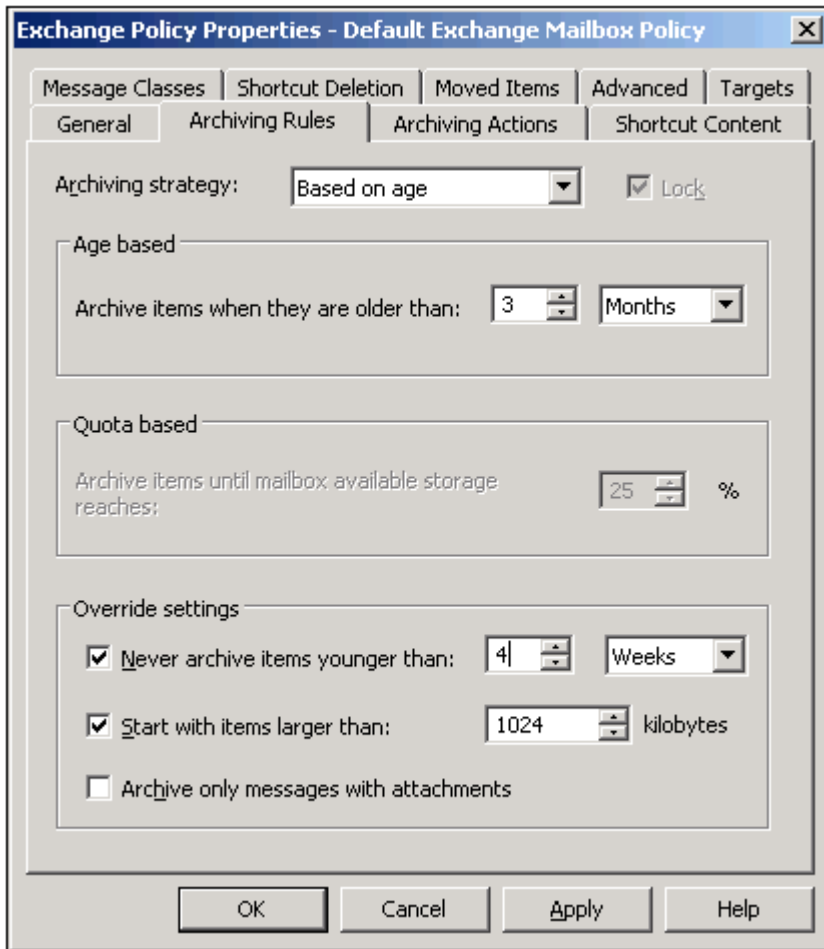 Exchange Policy Properties - Default Exchange Mailbox Policy
Message Classes Shortcut Deletion Moved Items Advanced Targets
General Archiving Rules Archiving Actions Shortcut Content
Archiving strategy: Based on age Lock
Age based
Archive items when they are older than: 3 Months
Quota based
Archive items until mailbox available storage
reaches: 25 %
Override settings
Never archive items younger than: 4 Weeks
Start with items larger than: 1024 kilobytes
Archive only messages with attachments
OK Cancel Apply Help